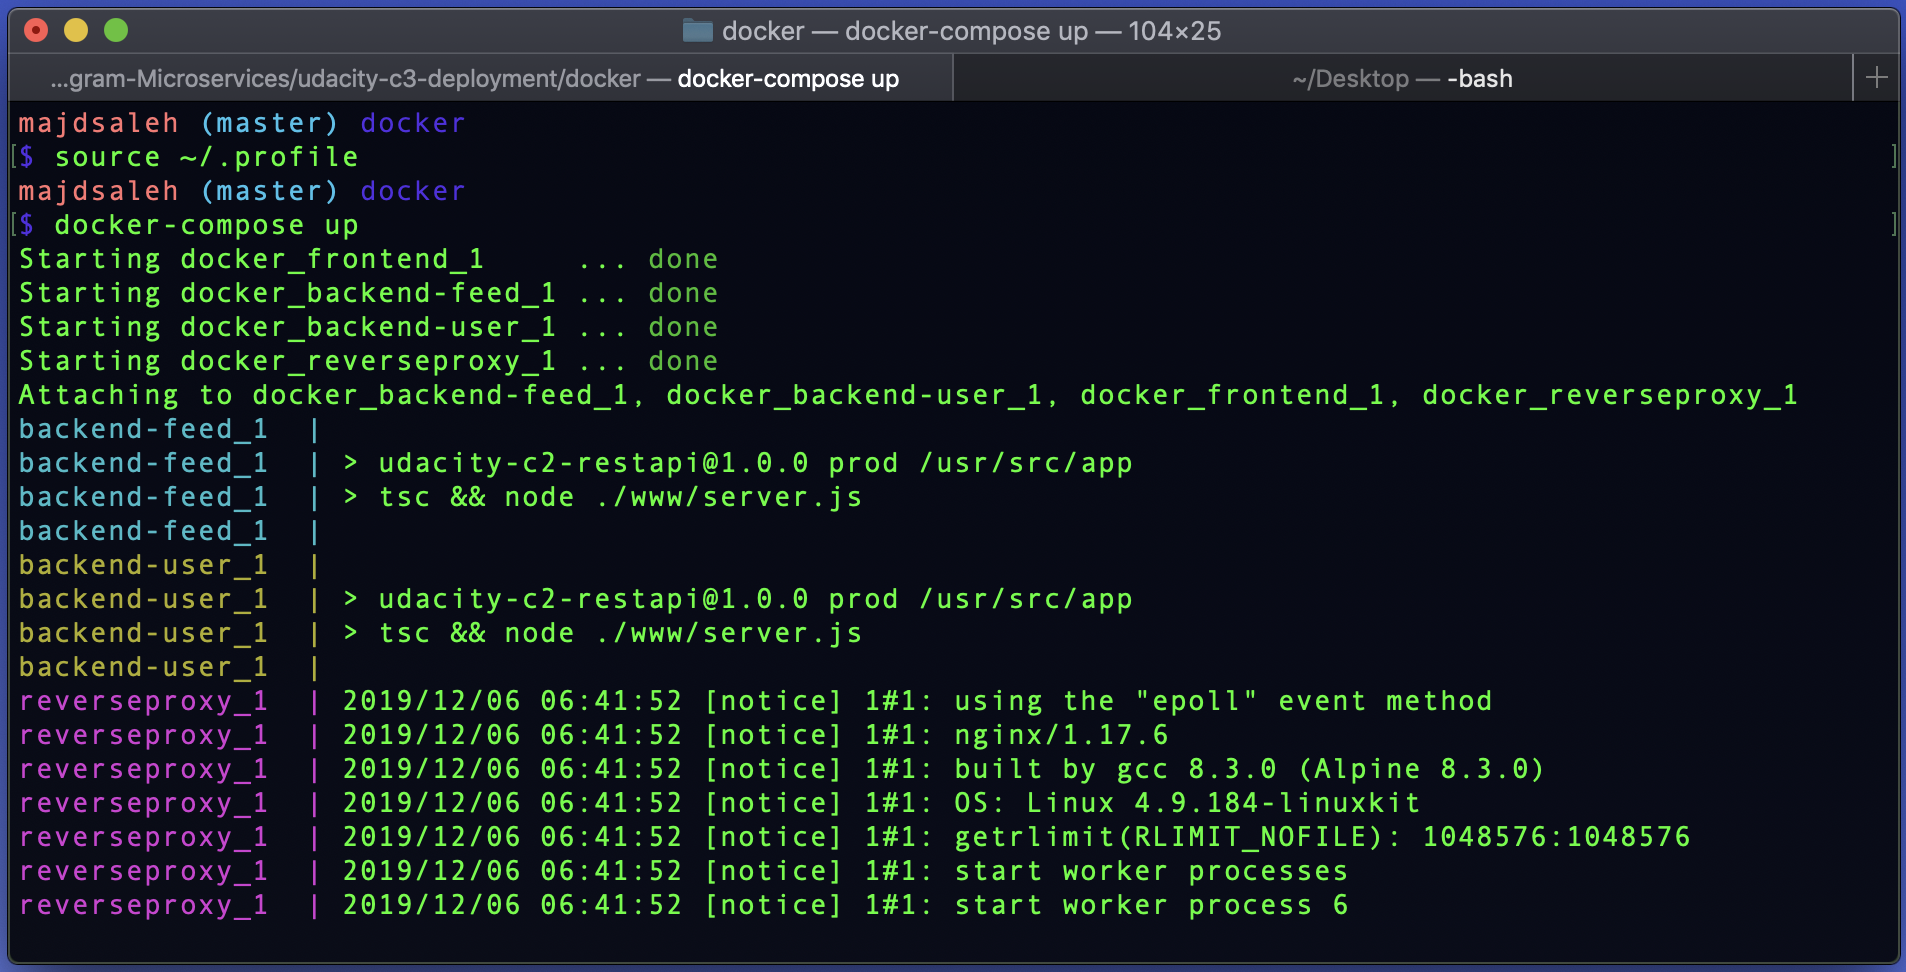 docker — docker-compose up — 104×25
...gram-Microservices/udacity-c3-deployment/docker — docker-compose up
~/Desktop — -bash
majdsaleh (master) docker
[$ source ~/.profile ]
majdsaleh (master) docker
[$ docker-compose up ]
Starting docker_frontend_1     ... done
Starting docker_backend-feed_1 ... done
Starting docker_backend-user_1 ... done
Starting docker_reverseproxy_1 ... done
Attaching to docker_backend-feed_1, docker_backend-user_1, docker_frontend_1, docker_reverseproxy_1
backend-feed_1  |
backend-feed_1  | > udacity-c2-restapi@1.0.0 prod /usr/src/app
backend-feed_1  | > tsc && node ./www/server.js
backend-feed_1  |
backend-user_1  |
backend-user_1  | > udacity-c2-restapi@1.0.0 prod /usr/src/app
backend-user_1  | > tsc && node ./www/server.js
backend-user_1  |
reverseproxy_1  | 2019/12/06 06:41:52 [notice] 1#1: using the "epoll" event method
reverseproxy_1  | 2019/12/06 06:41:52 [notice] 1#1: nginx/1.17.6
reverseproxy_1  | 2019/12/06 06:41:52 [notice] 1#1: built by gcc 8.3.0 (Alpine 8.3.0)
reverseproxy_1  | 2019/12/06 06:41:52 [notice] 1#1: OS: Linux 4.9.184-linuxkit
reverseproxy_1  | 2019/12/06 06:41:52 [notice] 1#1: getrlimit(RLIMIT_NOFILE): 1048576:1048576
reverseproxy_1  | 2019/12/06 06:41:52 [notice] 1#1: start worker processes
reverseproxy_1  | 2019/12/06 06:41:52 [notice] 1#1: start worker process 6